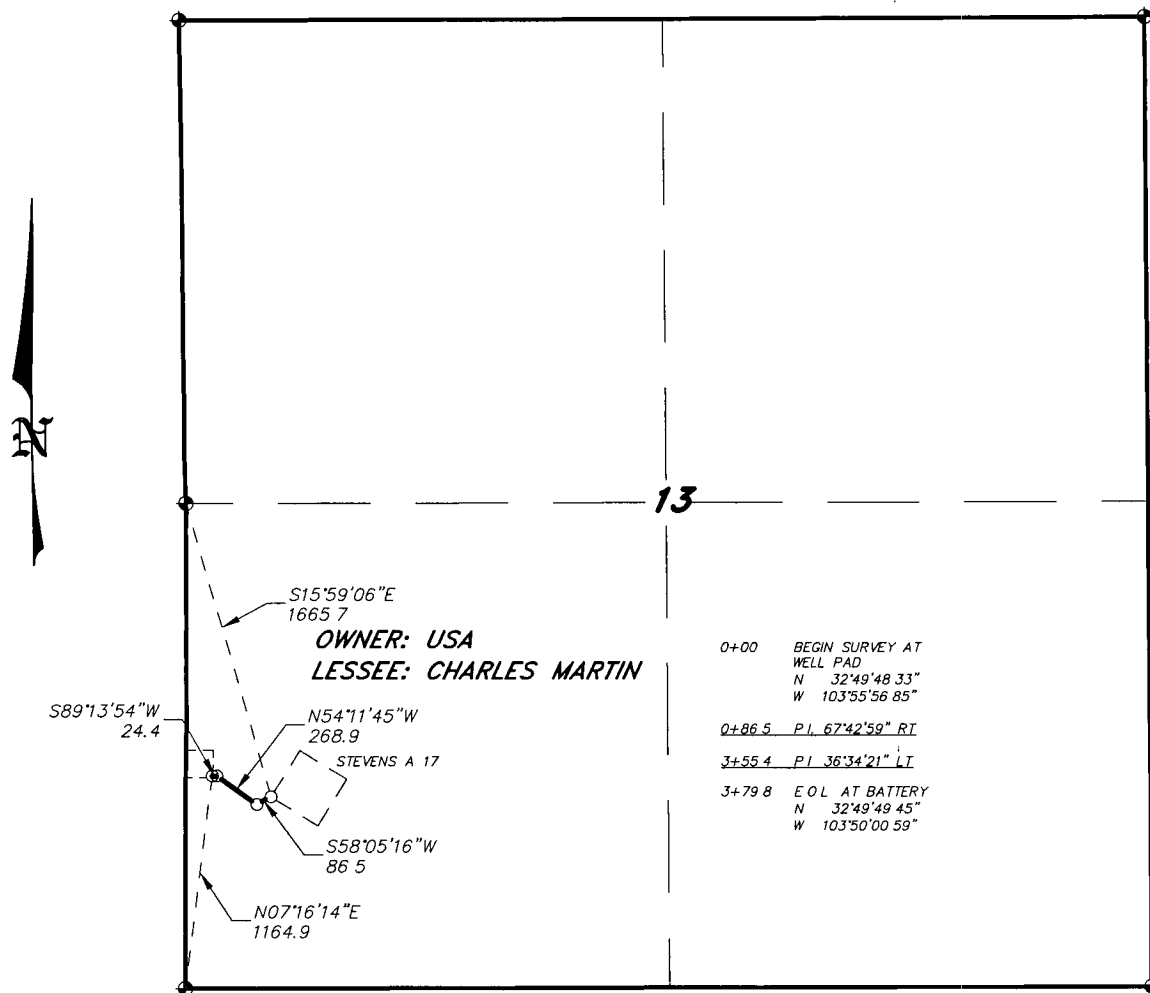 N
13
S15°59'06"E
1665 7
OWNER: USA
LESSEE: CHARLES MARTIN
S89°13'54"W
24.4
N54°11'45"W
268.9
STEVENS A 17
S58°05'16"W
86 5
N07°16'14"E
1164.9
0+00 BEGIN SURVEY AT
WELL PAD
N 32°49'48 33"
W 103°55'56 85"
0+86 5 P.I. 67°42'59" RT
3+55 4 P I 36°34'21" LT
3+79 8 E O L AT BATTERY
N 32°49'49 45"
W 103°50'00 59"